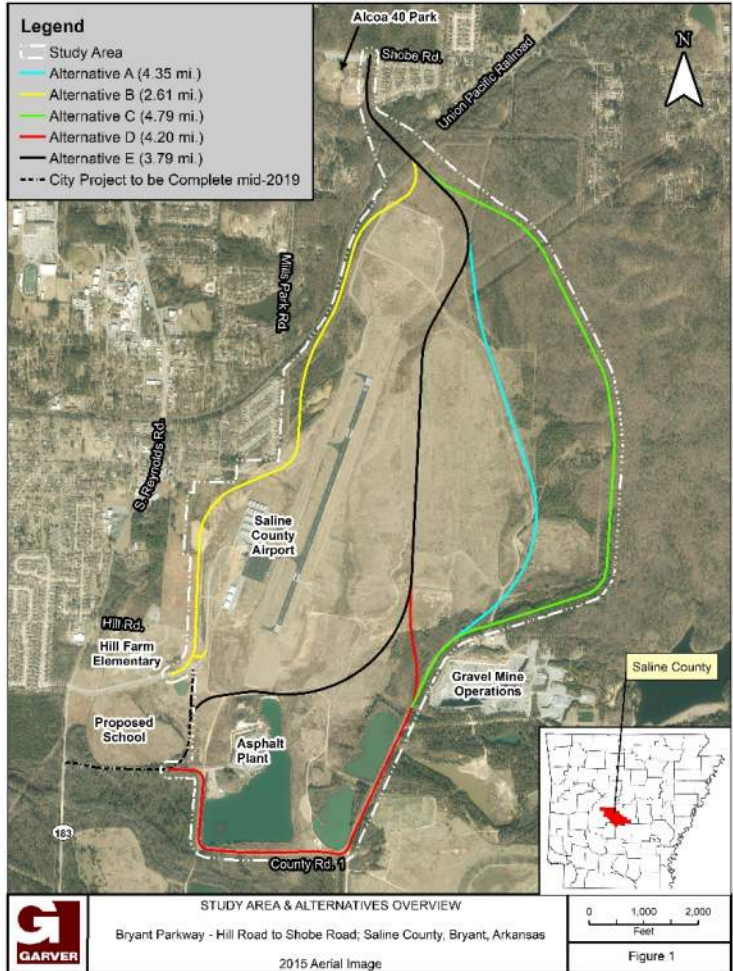 Legend
Study Area
Alternative A (4.35 mi.)
Alternative B (2.61 mi.)
Alternative C (4.79 mi.)
Alternative D (4.20 mi.)
Alternative E (3.79 mi.)
City Project to be Complete mid-2019
Alcoa 40 Park
Shobe Rd.
Union Pacific Railroad
N
Mills Park Rd.
S. Reynolds Rd.
Saline
County
Airport
Hill Rd.
Hill Farm
Elementary
Proposed
School
Asphalt
Plant
Gravel Mine
Operations
Saline County
183
County Rd. 1
G
GARVER
STUDY AREA & ALTERNATIVES OVERVIEW
Bryant Parkway - Hill Road to Shobe Road; Saline County, Bryant, Arkansas
2015 Aerial Image
0 1,000 2,000
Feet
Figure 1